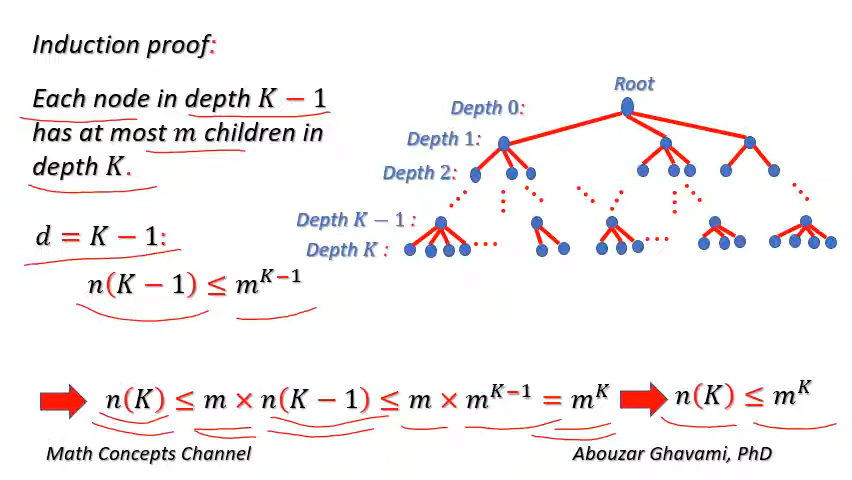 Induction proof:
Each node in depth K − 1
has at most m children in
depth K.
d = K − 1:
n(K − 1) ≤ m^{K−1}
Root
Depth 0:
Depth 1:
Depth 2:
Depth K − 1 :
Depth K :
n(K) ≤ m × n(K − 1) ≤ m × m^{K−1} = m^K
n(K) ≤ m^K
Math Concepts Channel
Abouzar Ghavami, PhD